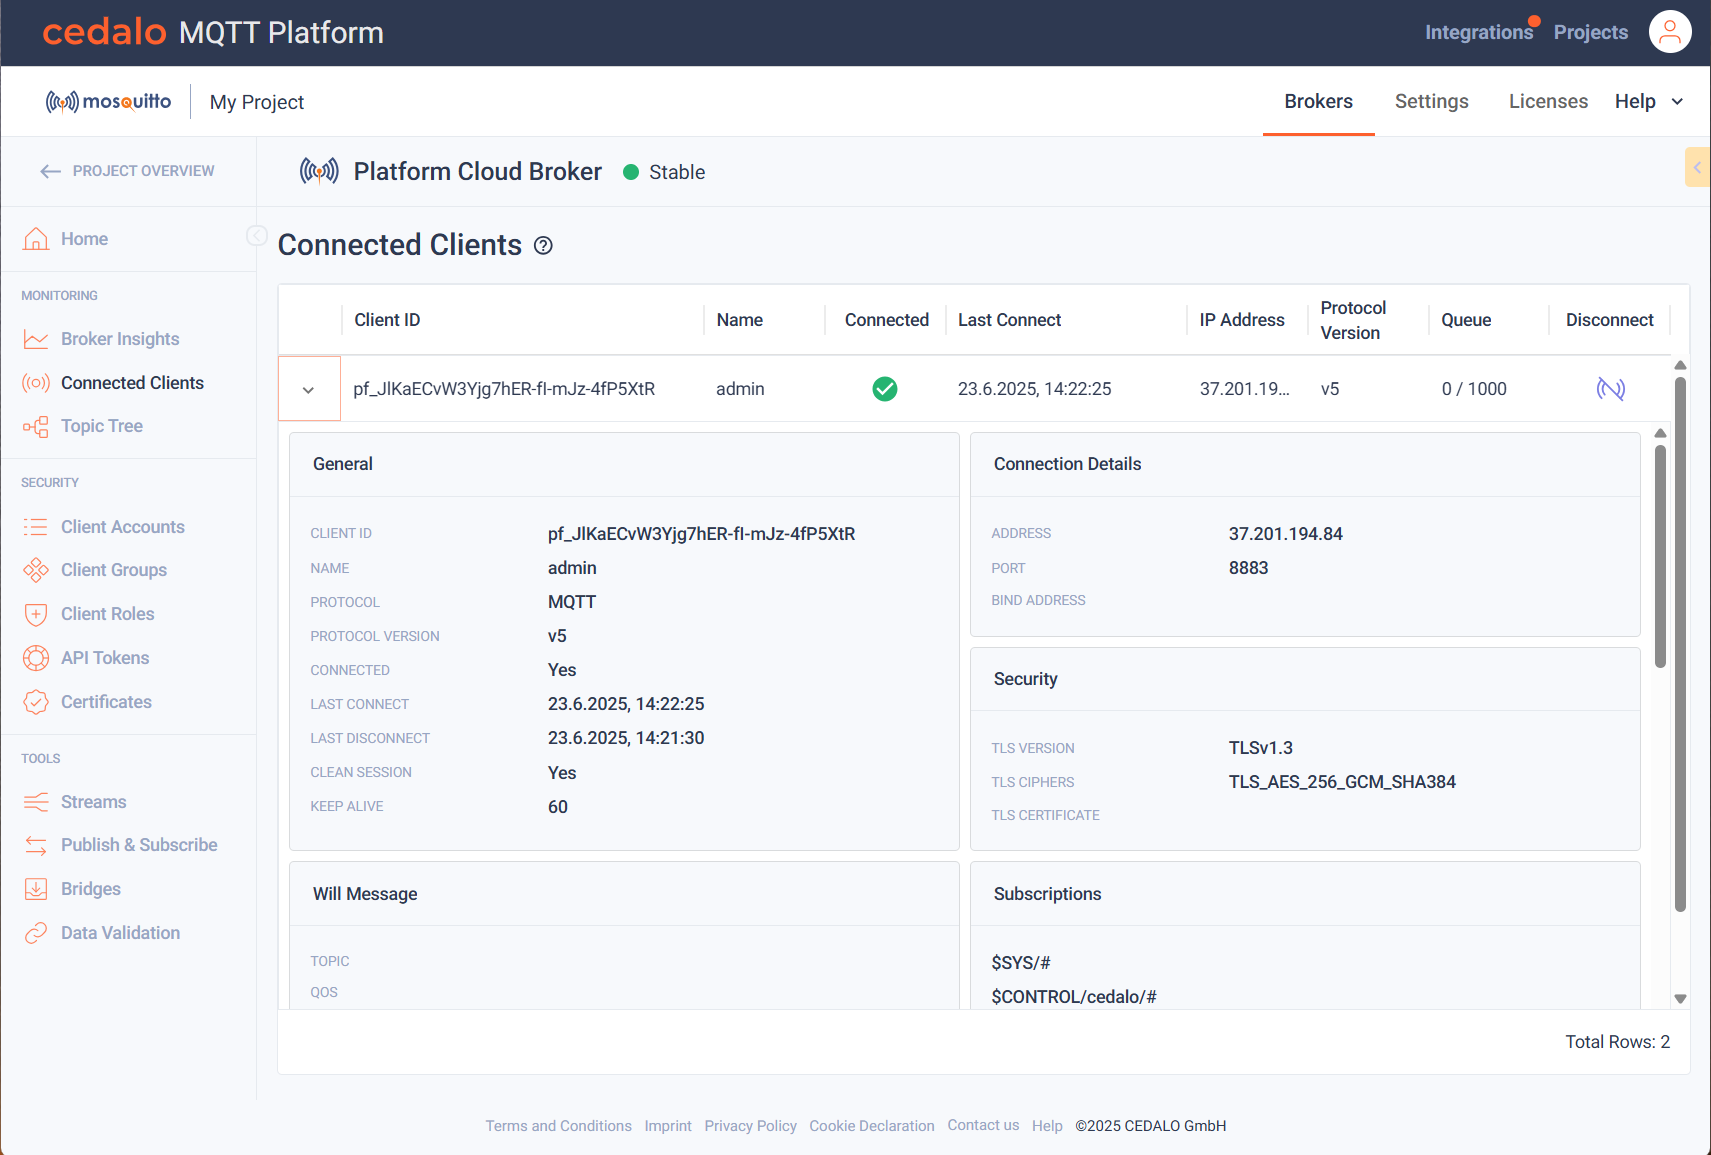 cedalo MQTT Platform
Integrations Projects
mosquitto My Project
Brokers Settings Licenses Help
PROJECT OVERVIEW
Platform Cloud Broker Stable
Home
MONITORING
Broker Insights
Connected Clients
Topic Tree
SECURITY
Client Accounts
Client Groups
Client Roles
API Tokens
Certificates
TOOLS
Streams
Publish & Subscribe
Bridges
Data Validation
Connected Clients
Client ID Name Connected Last Connect IP Address Protocol Version Queue Disconnect
pf_JlKaECvW3Yjg7hER-fI-mJz-4fP5XtR admin 23.6.2025, 14:22:25 37.201.19... v5 0 / 1000
General
CLIENT ID pf_JlKaECvW3Yjg7hER-fI-mJz-4fP5XtR
NAME admin
PROTOCOL MQTT
PROTOCOL VERSION v5
CONNECTED Yes
LAST CONNECT 23.6.2025, 14:22:25
LAST DISCONNECT 23.6.2025, 14:21:30
CLEAN SESSION Yes
KEEP ALIVE 60
Connection Details
ADDRESS 37.201.194.84
PORT 8883
BIND ADDRESS
Security
TLS VERSION TLSv1.3
TLS CIPHERS TLS_AES_256_GCM_SHA384
TLS CERTIFICATE
Will Message
TOPIC
QOS
Subscriptions
$SYS/#
$CONTROL/cedalo/#
Total Rows: 2
Terms and Conditions Imprint Privacy Policy Cookie Declaration Contact us Help ©2025 CEDALO GmbH